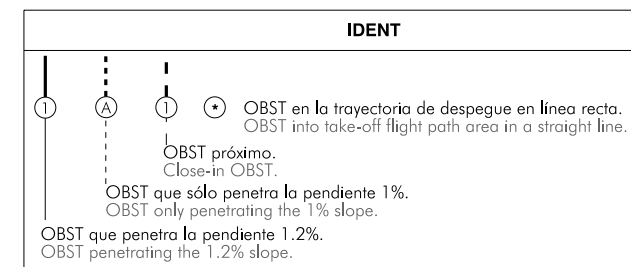 IDENT
1 A 1 * OBST en la trayectoria de despegue en línea recta.
OBST into take-off flight path area in a straight line.
OBST próximo.
Close-in OBST.
OBST que sólo penetra la pendiente 1%.
OBST only penetrating the 1% slope.
OBST que penetra la pendiente 1.2%.
OBST penetrating the 1.2% slope.